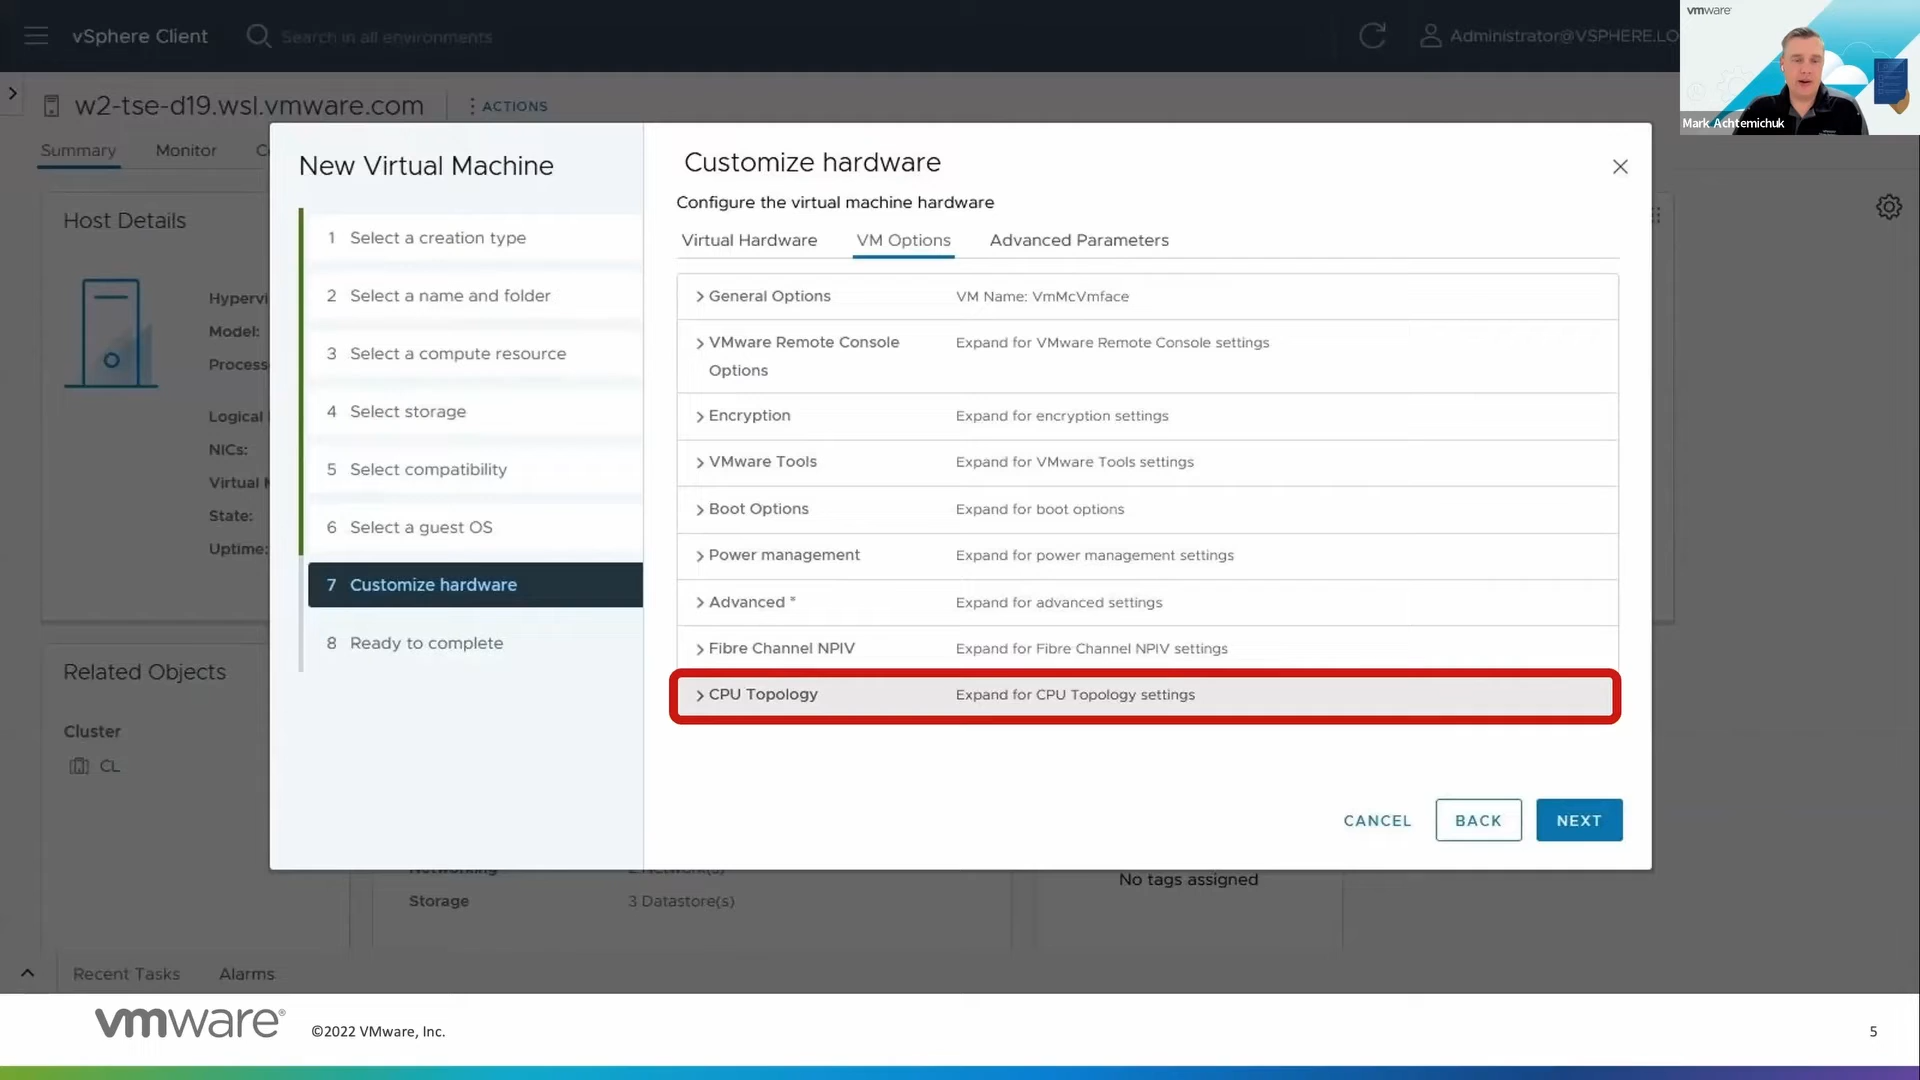 vSphere Client
Search in all environments
Administrator@VSPHERE.LO
vmware
Mark Achtemichuk
w2-tse-d19.wsl.vmware.com
ACTIONS
Summary
Monitor
Host Details
Model:
Logical
NICs:
Virtual
State:
Uptime:
Related Objects
Cluster
CL
New Virtual Machine
1 Select a creation type
2 Select a name and folder
3 Select a compute resource
4 Select storage
5 Select compatibility
6 Select a guest OS
7 Customize hardware
8 Ready to complete
Customize hardware
Configure the virtual machine hardware
Virtual Hardware
VM Options
Advanced Parameters
General Options VM Name: VmMcVmface
VMware Remote Console Expand for VMware Remote Console settings
Options
Encryption Expand for encryption settings
VMware Tools Expand for VMware Tools settings
Boot Options Expand for boot options
Power management Expand for power management settings
Advanced * Expand for advanced settings
Fibre Channel NPIV Expand for Fibre Channel NPIV settings
CPU Topology Expand for CPU Topology settings
CANCEL
BACK
NEXT
Storage 3 Datastore(s)
No tags assigned
Recent Tasks
Alarms
vmware®
©2022 VMware, Inc.
5